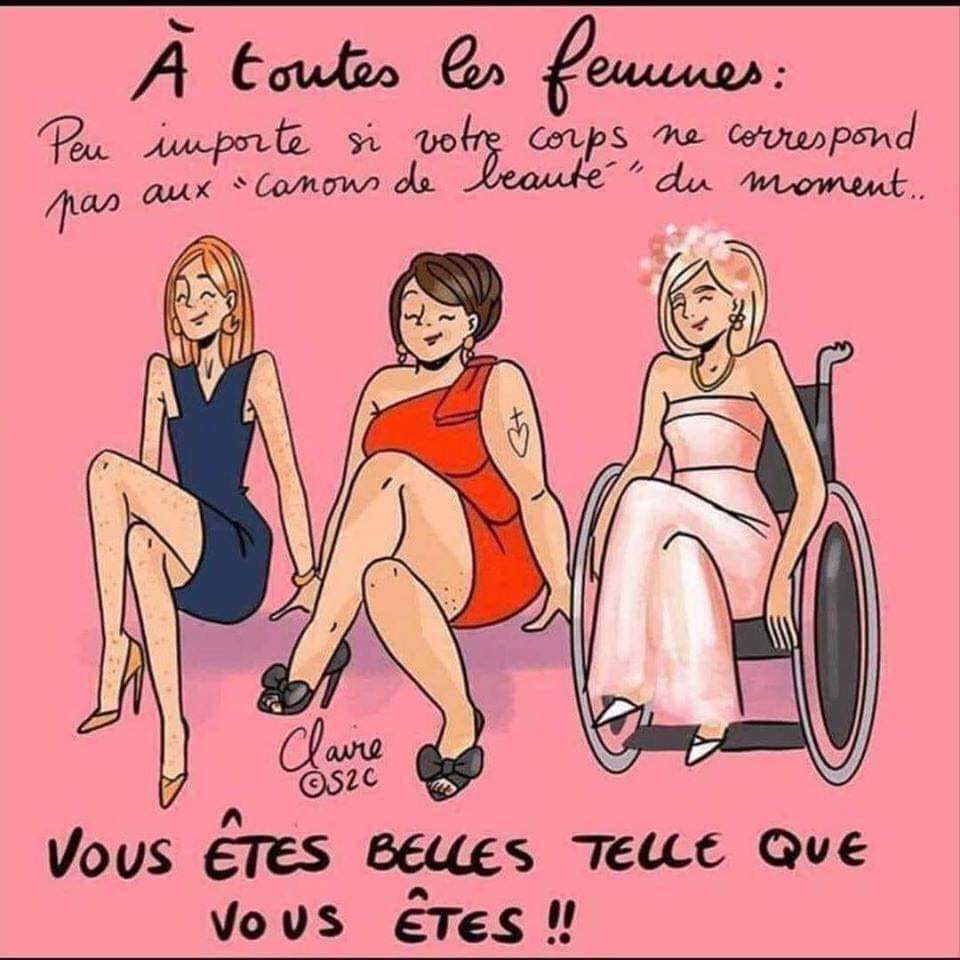 À toutes les femmes:
Peu importe si votre corps ne correspond
pas aux "canons de beauté" du moment..
Claire
©S2C
VOUS ÊTES BELLES TELLE QUE
VOUS ÊTES !!